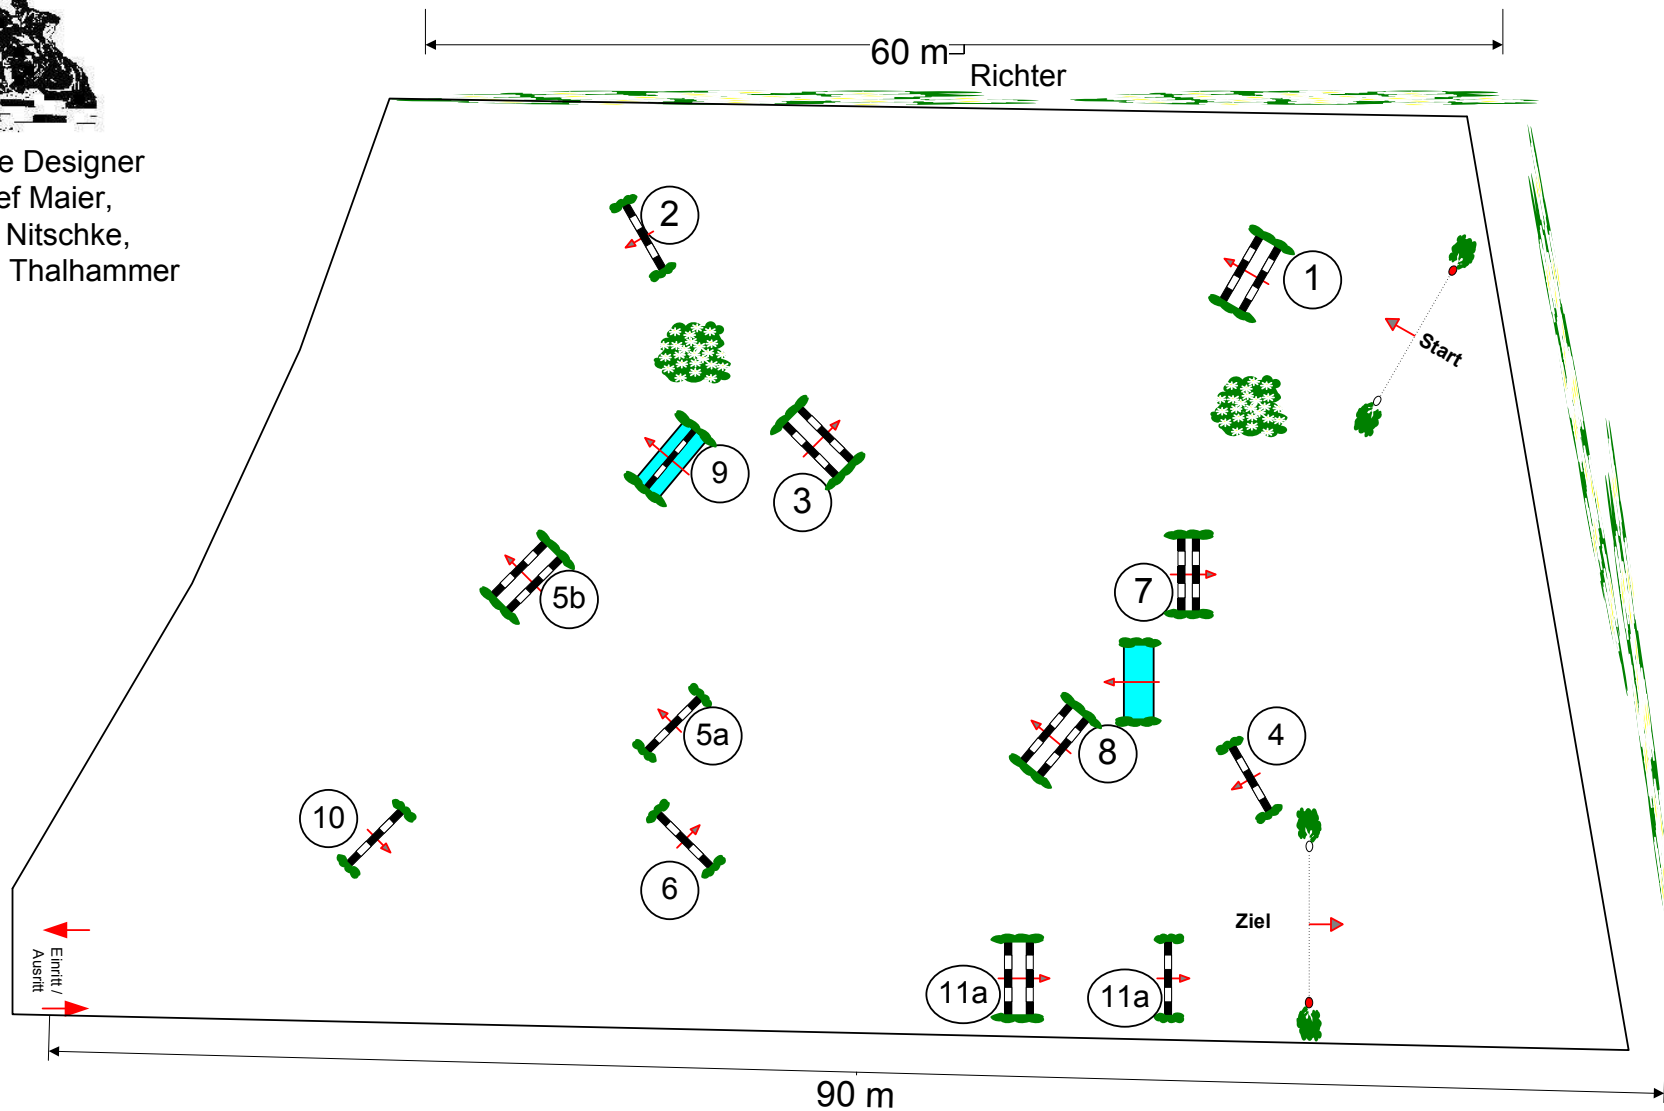 60 m
Richter
Designer
Maier,
Nitschke,
Thalhammer
2
1
Start
9
3
5b
7
5a
8
4
10
6
Ziel
Einritt /
Ausritt
11a
11a
90 m